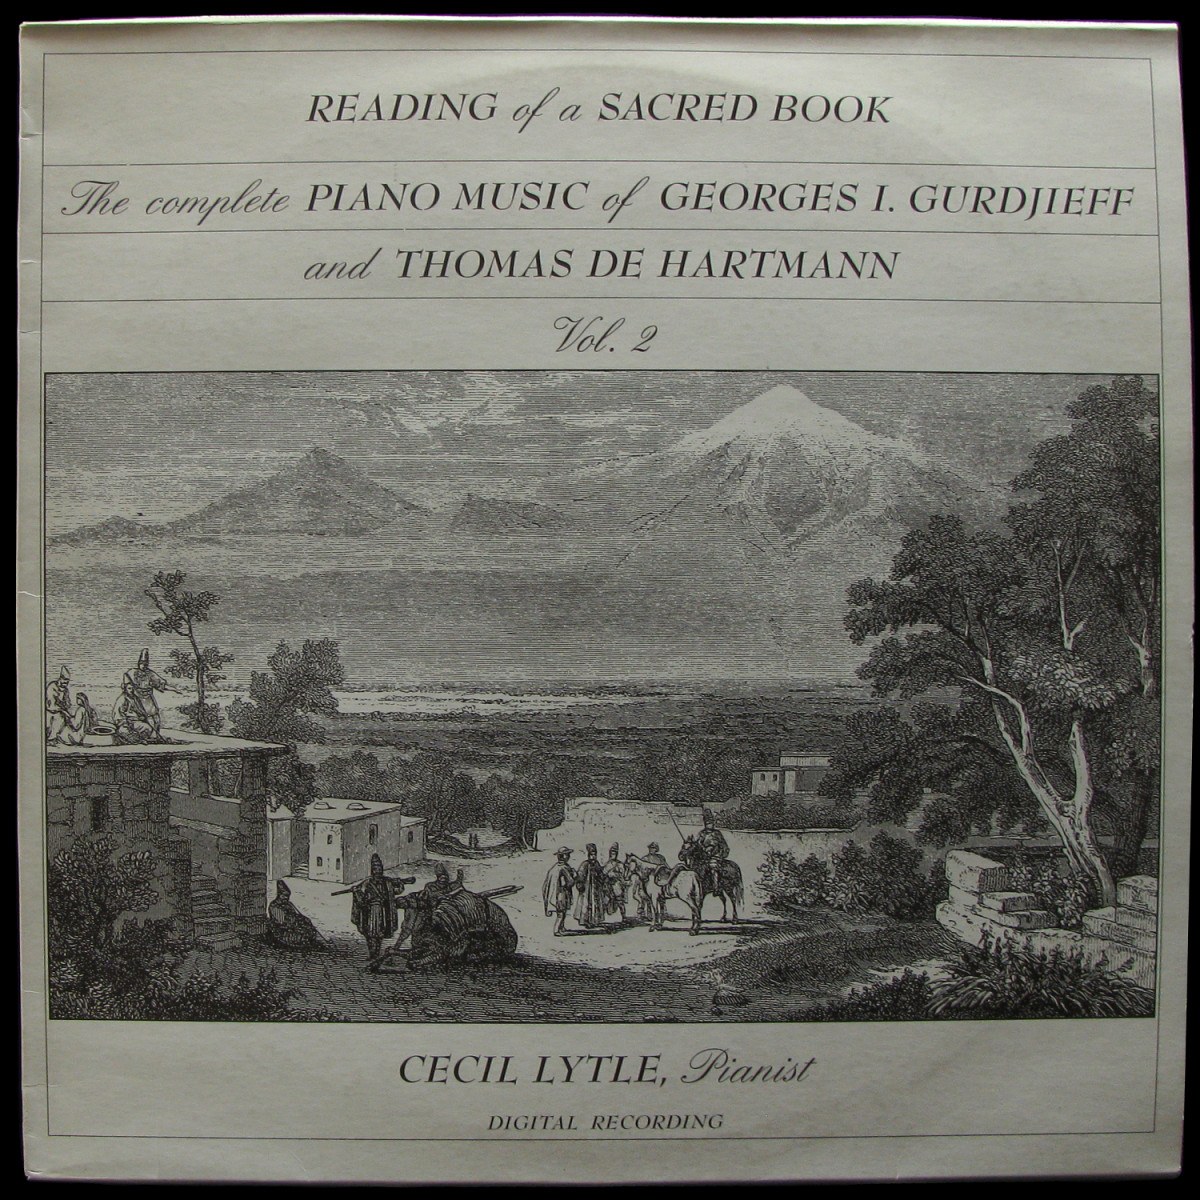 READING of a SACRED BOOK
The complete PIANO MUSIC of GEORGES I. GURDJIEFF
and THOMAS DE HARTMANN
Vol. 2
CECIL LYTLE, Pianist
DIGITAL RECORDING